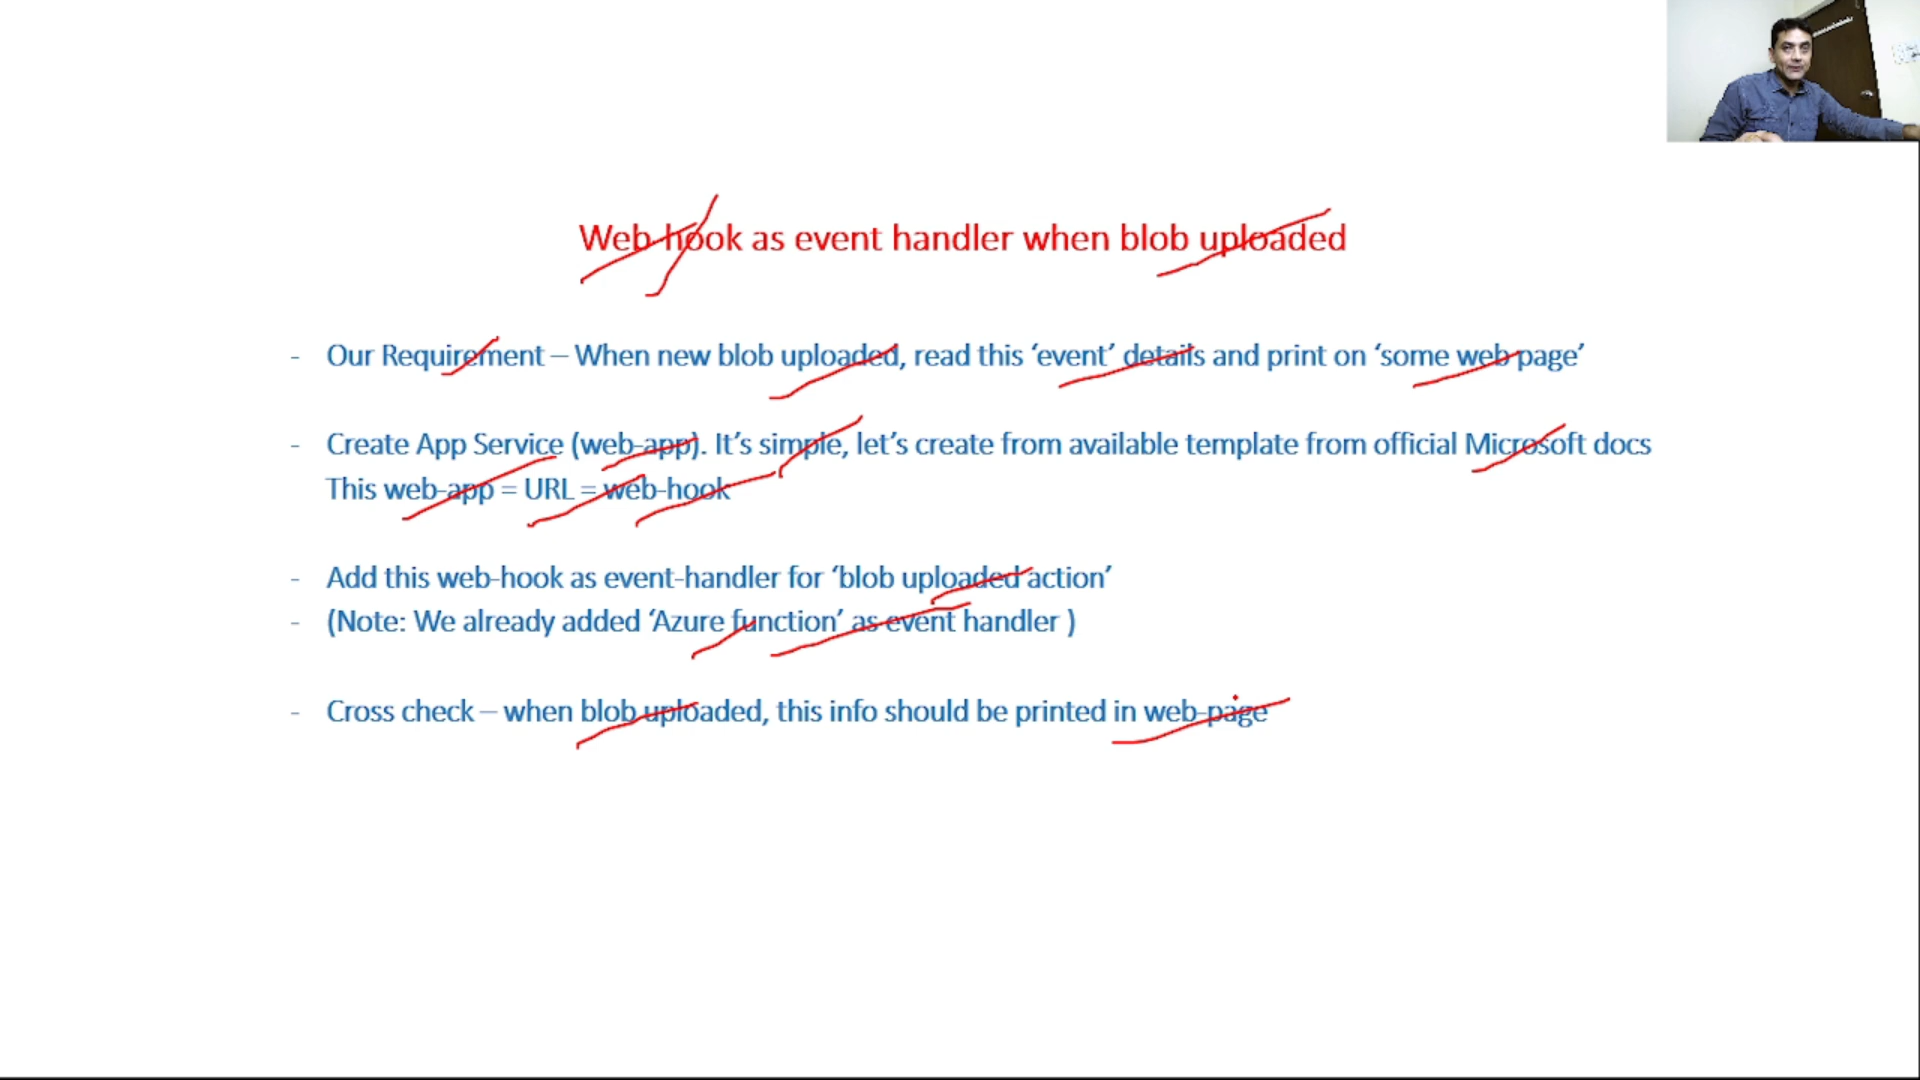 Web-hook as event handler when blob uploaded
- Our Requirement – When new blob uploaded, read this ‘event’ details and print on ‘some web page’
- Create App Service (web-app). It’s simple, let’s create from available template from official Microsoft docs
This web-app = URL = web-hook
- Add this web-hook as event-handler for ‘blob uploaded action’
- (Note: We already added ‘Azure function’ as event handler )
- Cross check – when blob uploaded, this info should be printed in web-page